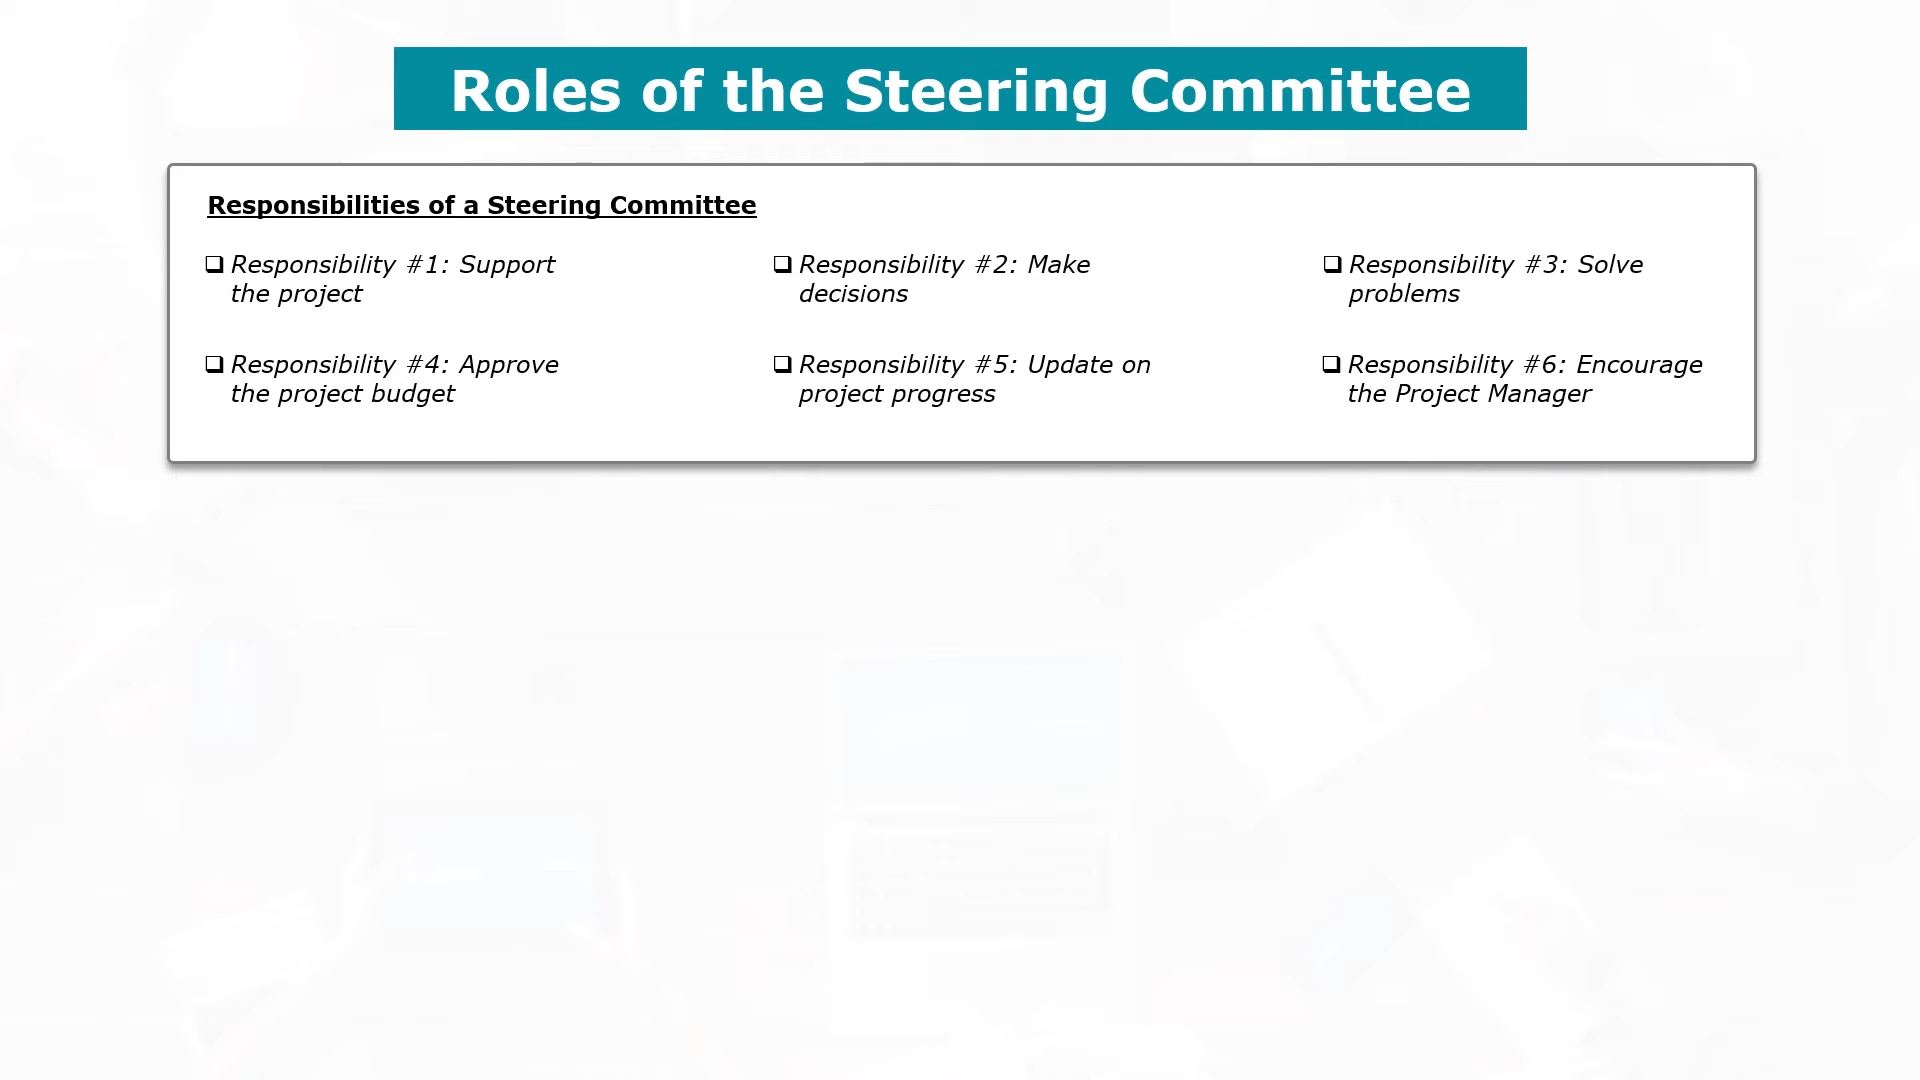 Roles of the Steering Committee
Responsibilities of a Steering Committee
❑ Responsibility #1: Support
the project
❑ Responsibility #2: Make
decisions
❑ Responsibility #3: Solve
problems
❑ Responsibility #4: Approve
the project budget
❑ Responsibility #5: Update on
project progress
❑ Responsibility #6: Encourage
the Project Manager